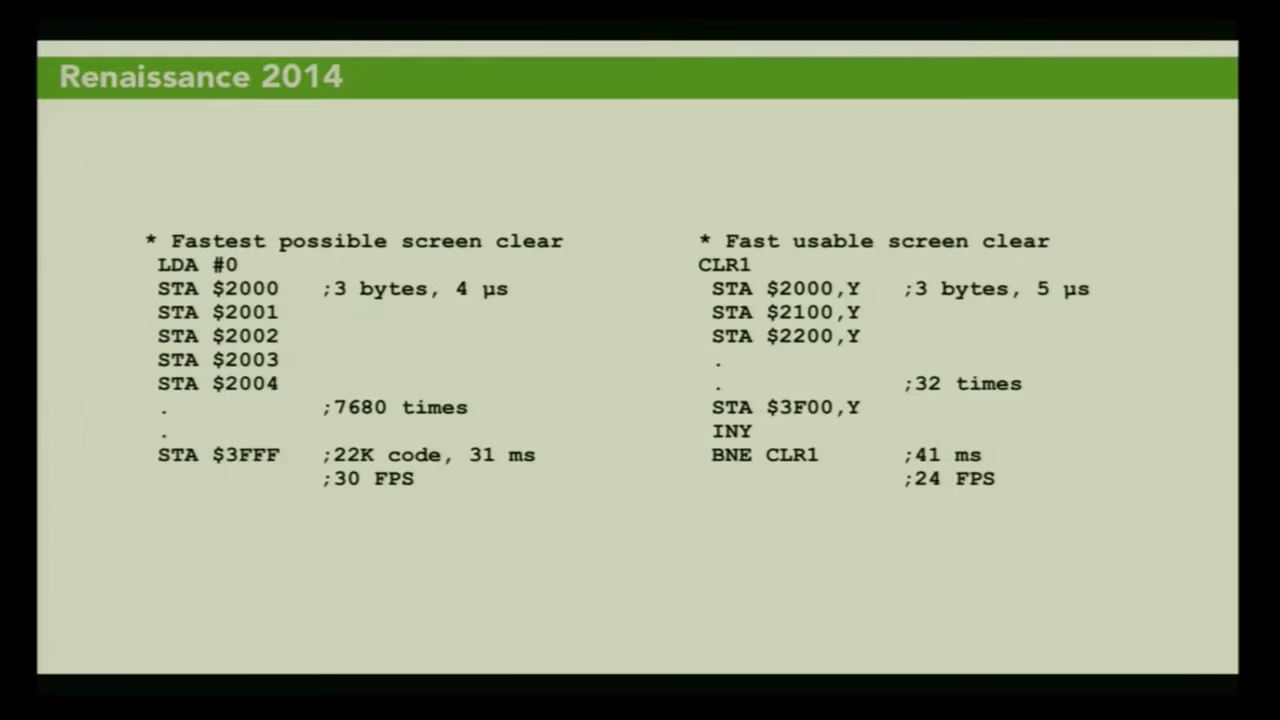 Renaissance 2014
* Fastest possible screen clear
LDA #0
STA $2000 ;3 bytes, 4 µs
STA $2001
STA $2002
STA $2003
STA $2004
. ;7680 times
.
STA $3FFF ;22K code, 31 ms
;30 FPS
* Fast usable screen clear
CLR1
STA $2000,Y ;3 bytes, 5 µs
STA $2100,Y
STA $2200,Y
.
. ;32 times
STA $3F00,Y
INY
BNE CLR1 ;41 ms
;24 FPS